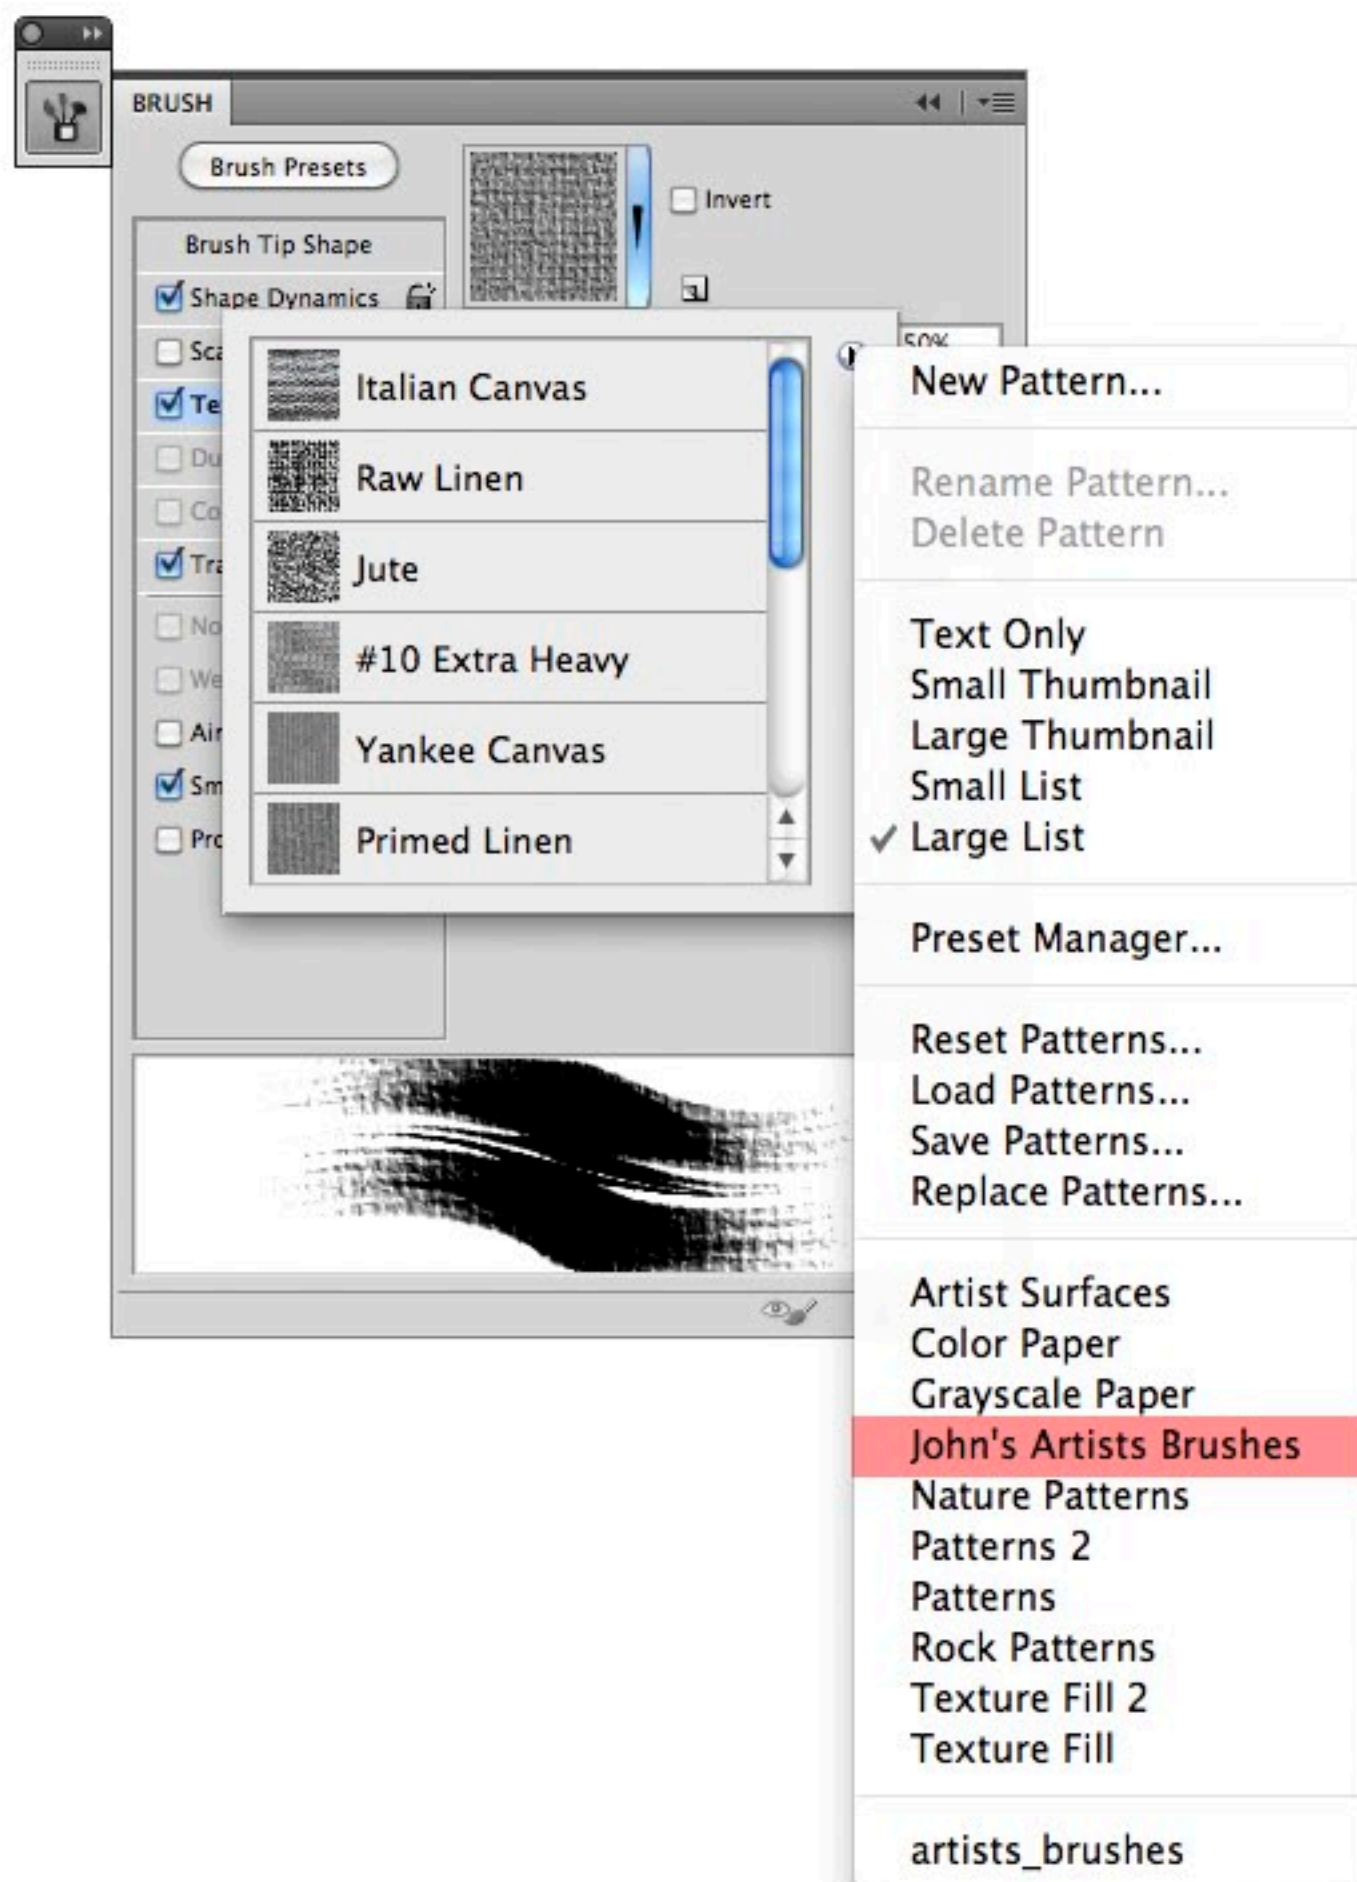 BRUSH
Brush Presets
Invert
Brush Tip Shape
Shape Dynamics
Sca
Te
Du
Co
Tra
No
We
Air
Sm
Pro
50%
Italian Canvas
Raw Linen
Jute
#10 Extra Heavy
Yankee Canvas
Primed Linen
New Pattern...
Rename Pattern...
Delete Pattern
Text Only
Small Thumbnail
Large Thumbnail
Small List
Large List
Preset Manager...
Reset Patterns...
Load Patterns...
Save Patterns...
Replace Patterns...
Artist Surfaces
Color Paper
Grayscale Paper
John's Artists Brushes
Nature Patterns
Patterns 2
Patterns
Rock Patterns
Texture Fill 2
Texture Fill
artists_brushes